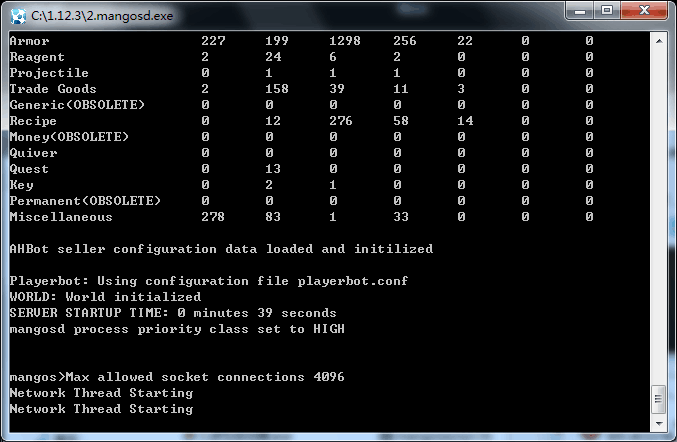 C:\1.12.3\2.mangosd.exe
Armor 227 199 1298 256 22 0 0
Reagent 2 24 6 2 0 0 0
Projectile 0 1 1 1 0 0 0
Trade Goods 2 158 39 11 3 0 0
Generic(OBSOLETE) 0 0 0 0 0 0 0
Recipe 0 12 276 58 14 0 0
Money(OBSOLETE) 0 0 0 0 0 0 0
Quiver 0 0 0 0 0 0 0
Quest 0 13 0 0 0 0 0
Key 0 2 1 0 0 0 0
Permanent(OBSOLETE) 0 0 0 0 0 0 0
Miscellaneous 278 83 1 33 0 0 0
AHBot seller configuration data loaded and initilized
Playerbot: Using configuration file playerbot.conf
WORLD: World initialized
SERVER STARTUP TIME: 0 minutes 39 seconds
mangosd process priority class set to HIGH
mangos>Max allowed socket connections 4096
Network Thread Starting
Network Thread Starting